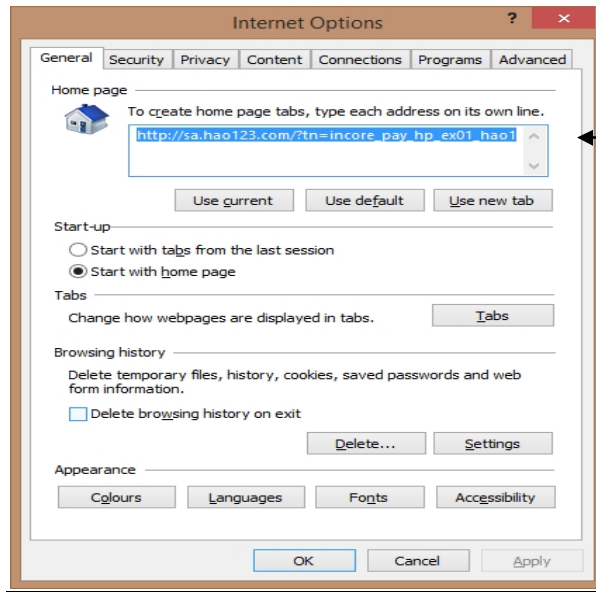 Internet Options ? ×
General Security Privacy Content Connections Programs Advanced
Home page
To create home page tabs, type each address on its own line.
http://sa.hao123.com/?tn=incore_pay_hp_ex01_hao1
Use current Use default Use new tab
Start-up
Start with tabs from the last session
Start with home page
Tabs
Change how webpages are displayed in tabs. Tabs
Browsing history
Delete temporary files, history, cookies, saved passwords and web
form information.
Delete browsing history on exit
Delete... Settings
Appearance
Colours Languages Fonts Accessibility
OK Cancel Apply